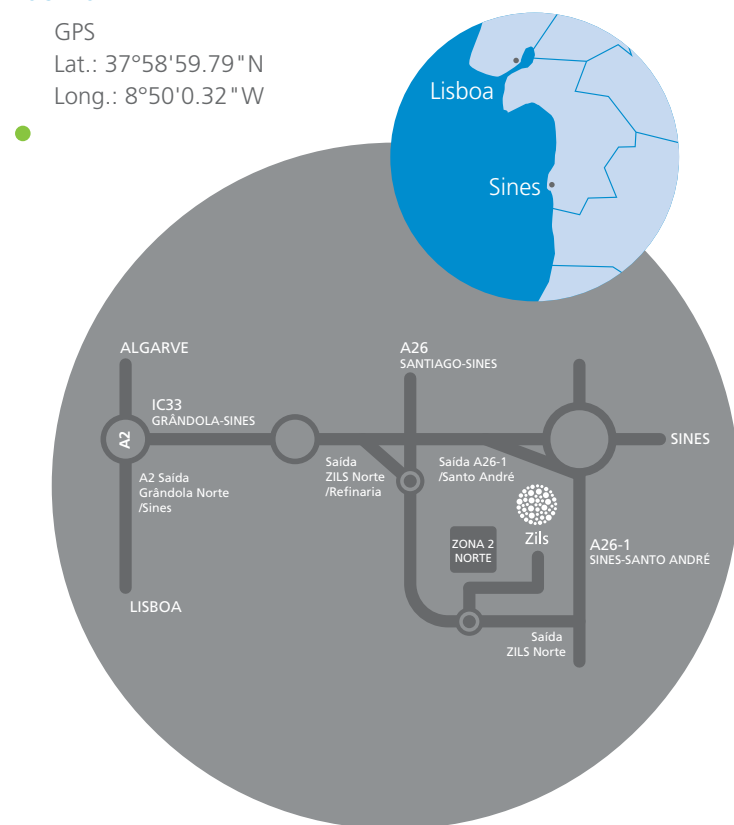 GPS
Lat.: 37°58'59.79"N
Long.: 8°50'0.32"W
Lisboa
Sines
ALGARVE
A26
SANTIAGO-SINES
IC33
GRÂNDOLA-SINES
A2
SINES
A2 Saída
Grândola Norte
/Sines
Saída
ZILS Norte
/Refinaria
Saída A26-1
/Santo André
Zils
ZONA 2
NORTE
A26-1
SINES-SANTO ANDRÉ
LISBOA
Saída
ZILS Norte